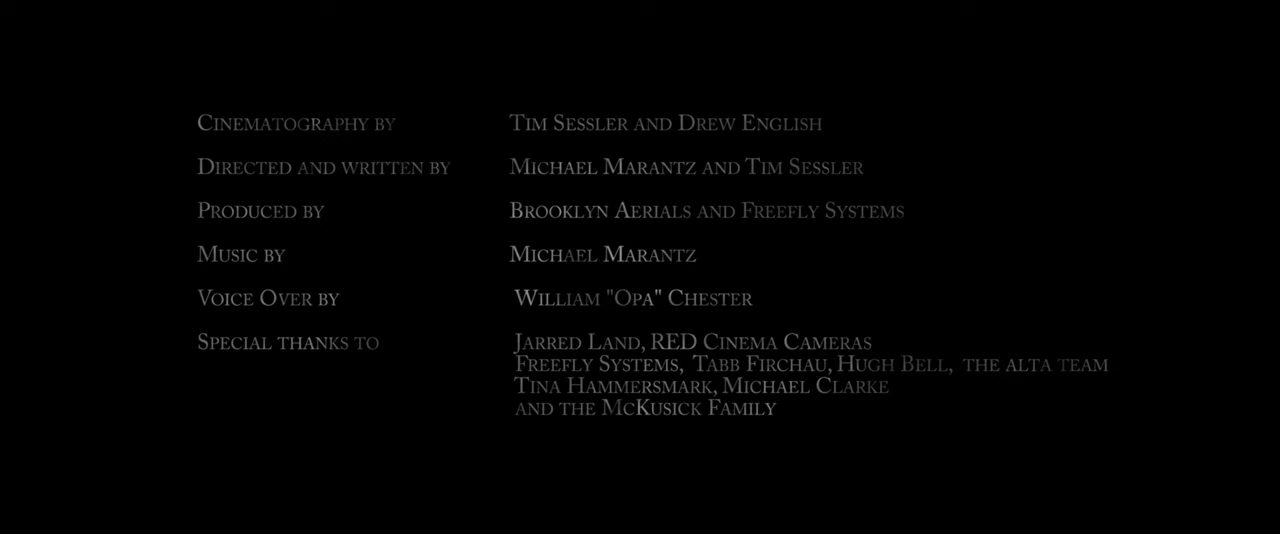 Cinematography by Tim Sessler and Drew English
Directed and written by Michael Marantz and Tim Sessler
Produced by Brooklyn Aerials and Freefly Systems
Music by Michael Marantz
Voice Over by William "Opa" Chester
Special thanks to Jarred Land, RED Cinema Cameras
Freefly Systems, Tabb Firchau, Hugh Bell, the alta team
Tina Hammersmark, Michael Clarke
and the McKusick Family